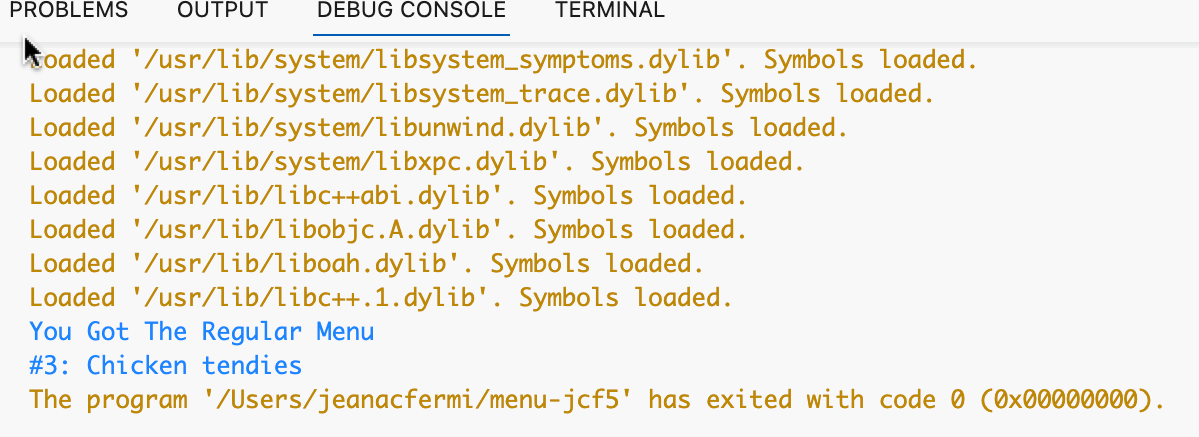 PROBLEMS OUTPUT DEBUG CONSOLE TERMINAL
Loaded '/usr/lib/system/libsystem_symptoms.dylib'. Symbols loaded.
Loaded '/usr/lib/system/libsystem_trace.dylib'. Symbols loaded.
Loaded '/usr/lib/system/libunwind.dylib'. Symbols loaded.
Loaded '/usr/lib/system/libxpc.dylib'. Symbols loaded.
Loaded '/usr/lib/libc++abi.dylib'. Symbols loaded.
Loaded '/usr/lib/libobjc.A.dylib'. Symbols loaded.
Loaded '/usr/lib/liboah.dylib'. Symbols loaded.
Loaded '/usr/lib/libc++.1.dylib'. Symbols loaded.
You Got The Regular Menu
#3: Chicken tendies
The program '/Users/jeanacfermi/menu-jcf5' has exited with code 0 (0x00000000).